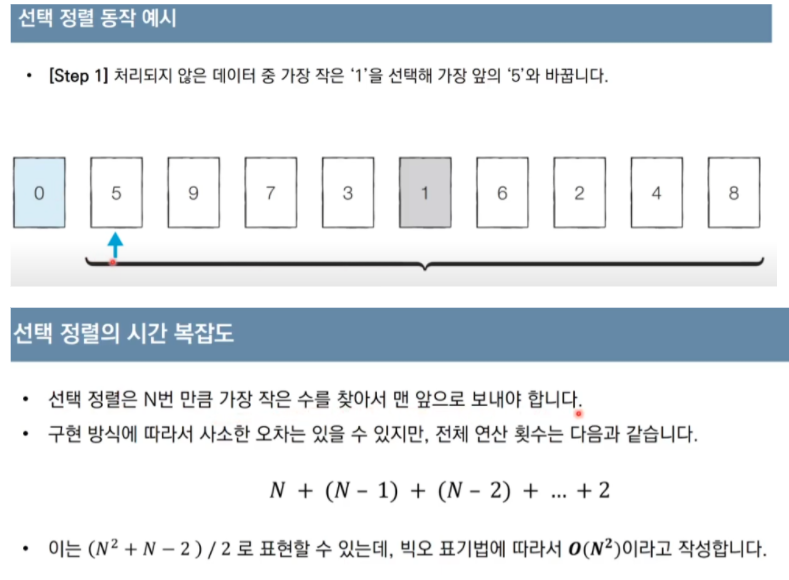 선택 정렬 동작 예시
• [Step 1] 처리되지 않은 데이터 중 가장 작은 ‘1’을 선택해 가장 앞의 ‘5’와 바꿉니다.
0 5 9 7 3 1 6 2 4 8
선택 정렬의 시간 복잡도
• 선택 정렬은 N번 만큼 가장 작은 수를 찾아서 맨 앞으로 보내야 합니다.
• 구현 방식에 따라서 사소한 오차는 있을 수 있지만, 전체 연산 횟수는 다음과 같습니다.
N + (N – 1) + (N – 2) + … + 2
• 이는 (N² + N – 2) / 2 로 표현할 수 있는데, 빅오 표기법에 따라서 O(N²)이라고 작성합니다.